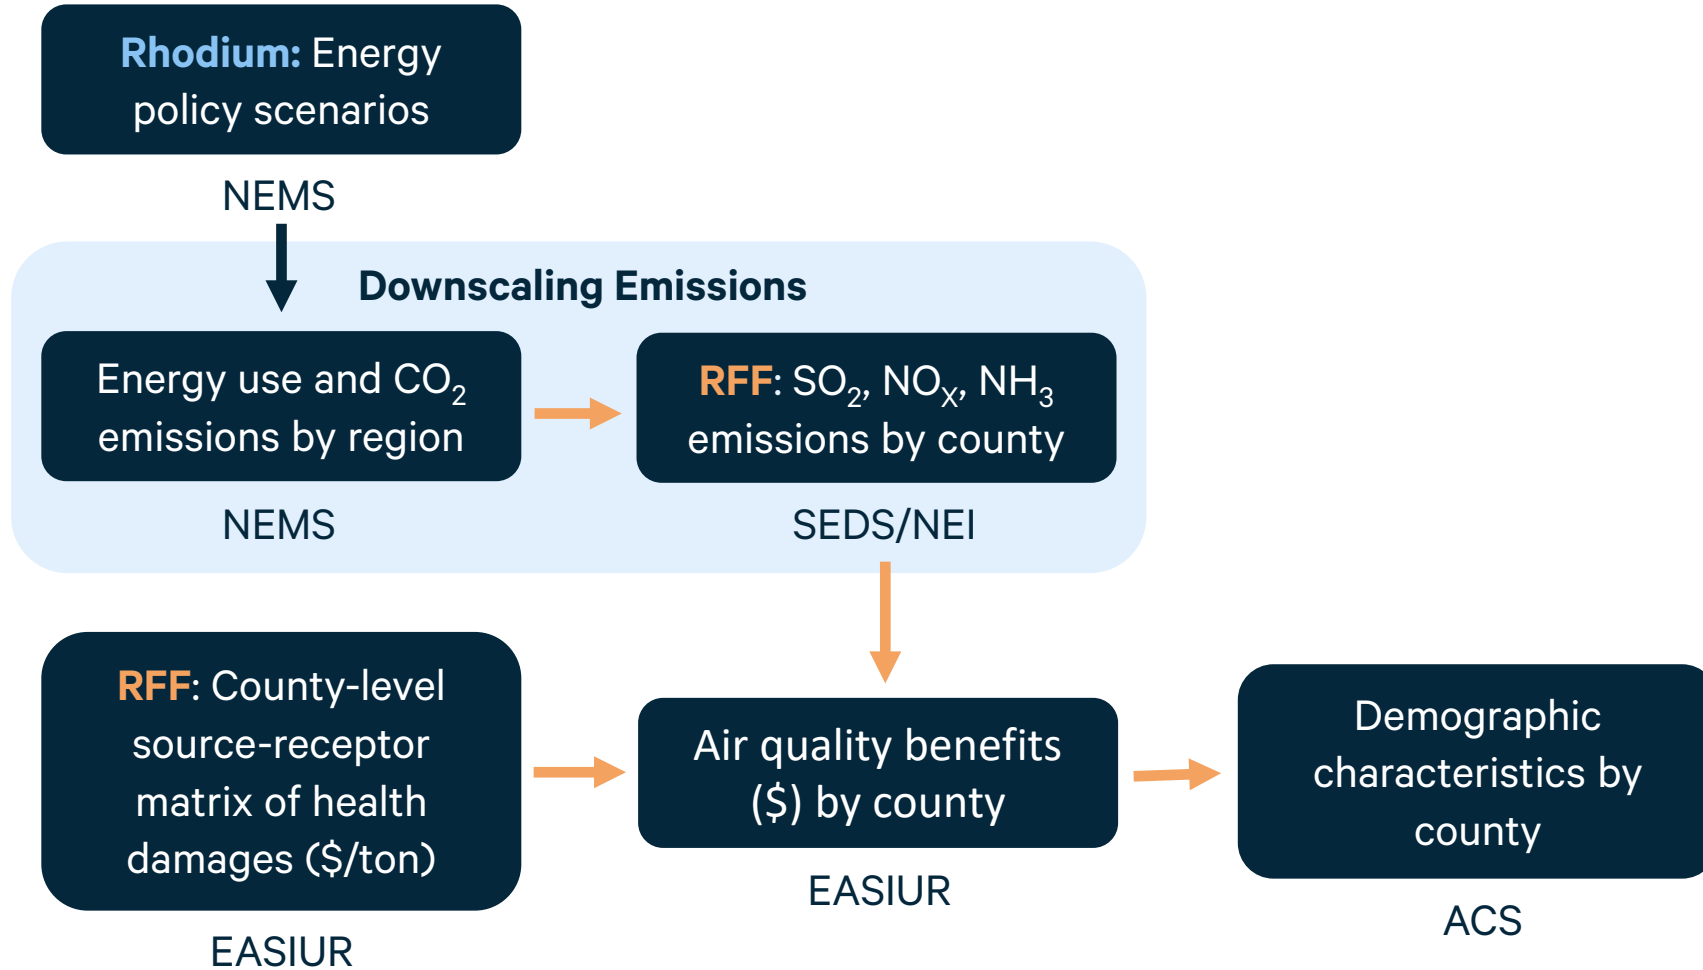 Rhodium: Energy
policy scenarios
NEMS
Downscaling Emissions
Energy use and CO₂
emissions by region
NEMS
RFF: SO₂, NOₓ, NH₃
emissions by county
SEDS/NEI
RFF: County-level
source-receptor
matrix of health
damages ($/ton)
EASIUR
Air quality benefits
($) by county
EASIUR
Demographic
characteristics by
county
ACS